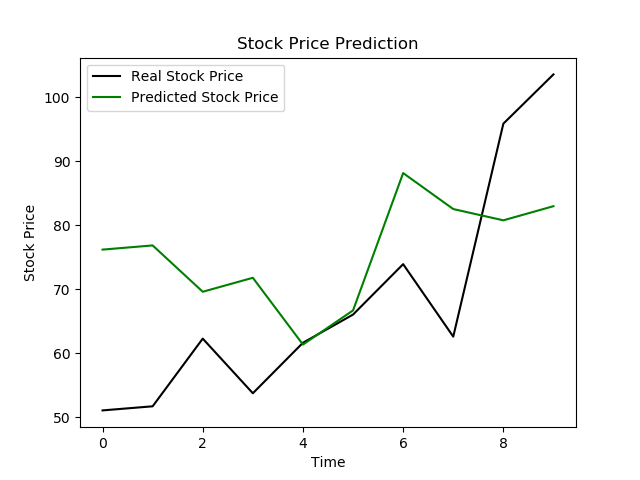 Stock Price Prediction
Real Stock Price
Predicted Stock Price
Stock Price
100
90
80
70
60
50
0 2 4 6 8
Time